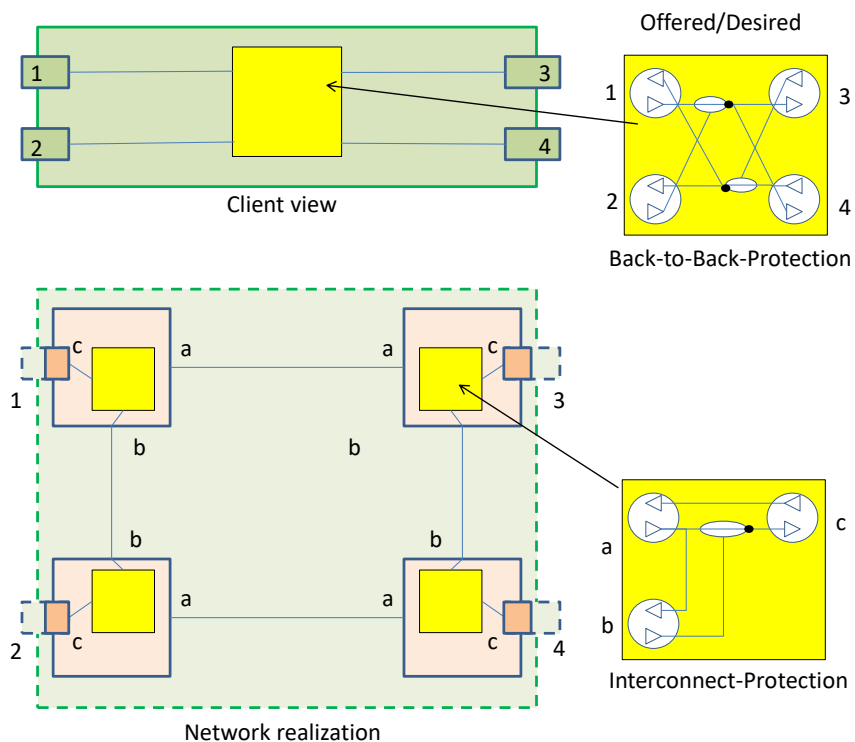 Offered/Desired
1
3
1
3
2
4
2
4
Client view
Back-to-Back-Protection
c
a
a
c
1
3
b
b
b
b
a
a
c
c
2
4
a
c
b
Interconnect-Protection
Network realization